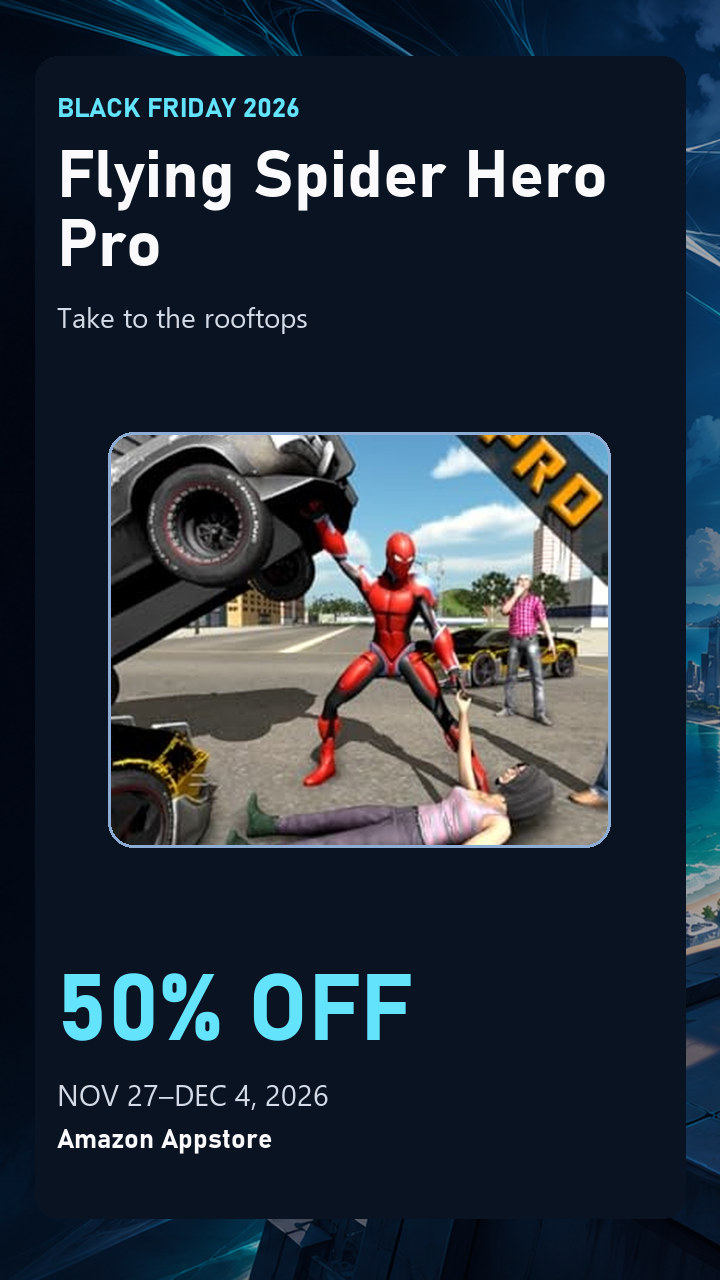 BLACK FRIDAY 2026
Flying Spider Hero
Pro
Take to the rooftops
PRO
50% OFF
NOV 27–DEC 4, 2026
Amazon Appstore